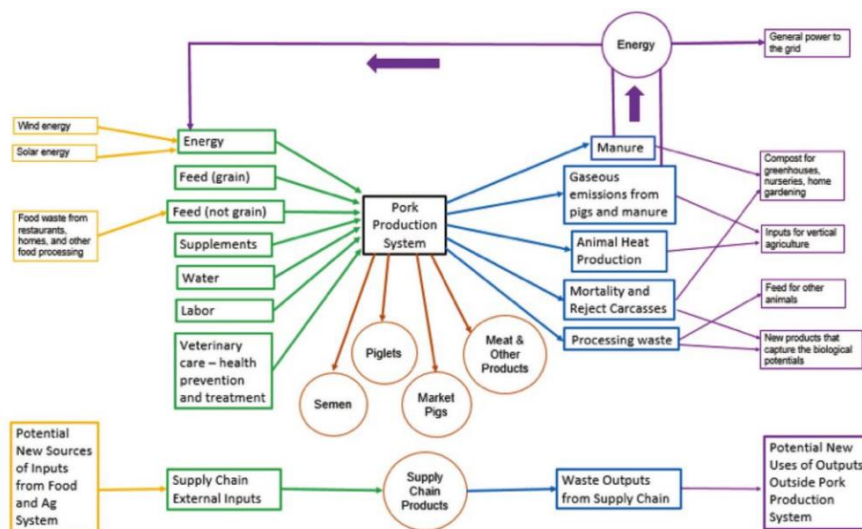 Energy
General power to
the grid
Wind energy
Solar energy
Energy
Feed (grain)
Feed (not grain)
Supplements
Water
Labor
Veterinary
care – health
prevention
and treatment
Food waste from
restaurants,
homes, and other
food processing
Pork
Production
System
Manure
Gaseous
emissions from
pigs and manure
Animal Heat
Production
Mortality and
Reject Carcasses
Processing waste
Compost for
greenhouses,
nurseries, home
gardening
Inputs for vertical
agriculture
Feed for other
animals
New products that
capture the biological
potentials
Semen
Piglets
Market
Pigs
Meat &
Other
Products
Potential
New Sources
of Inputs
from Food
and Ag
System
Supply Chain
External Inputs
Supply
Chain
Products
Waste Outputs
from Supply Chain
Potential New
Uses of Outputs
Outside Pork
Production
System